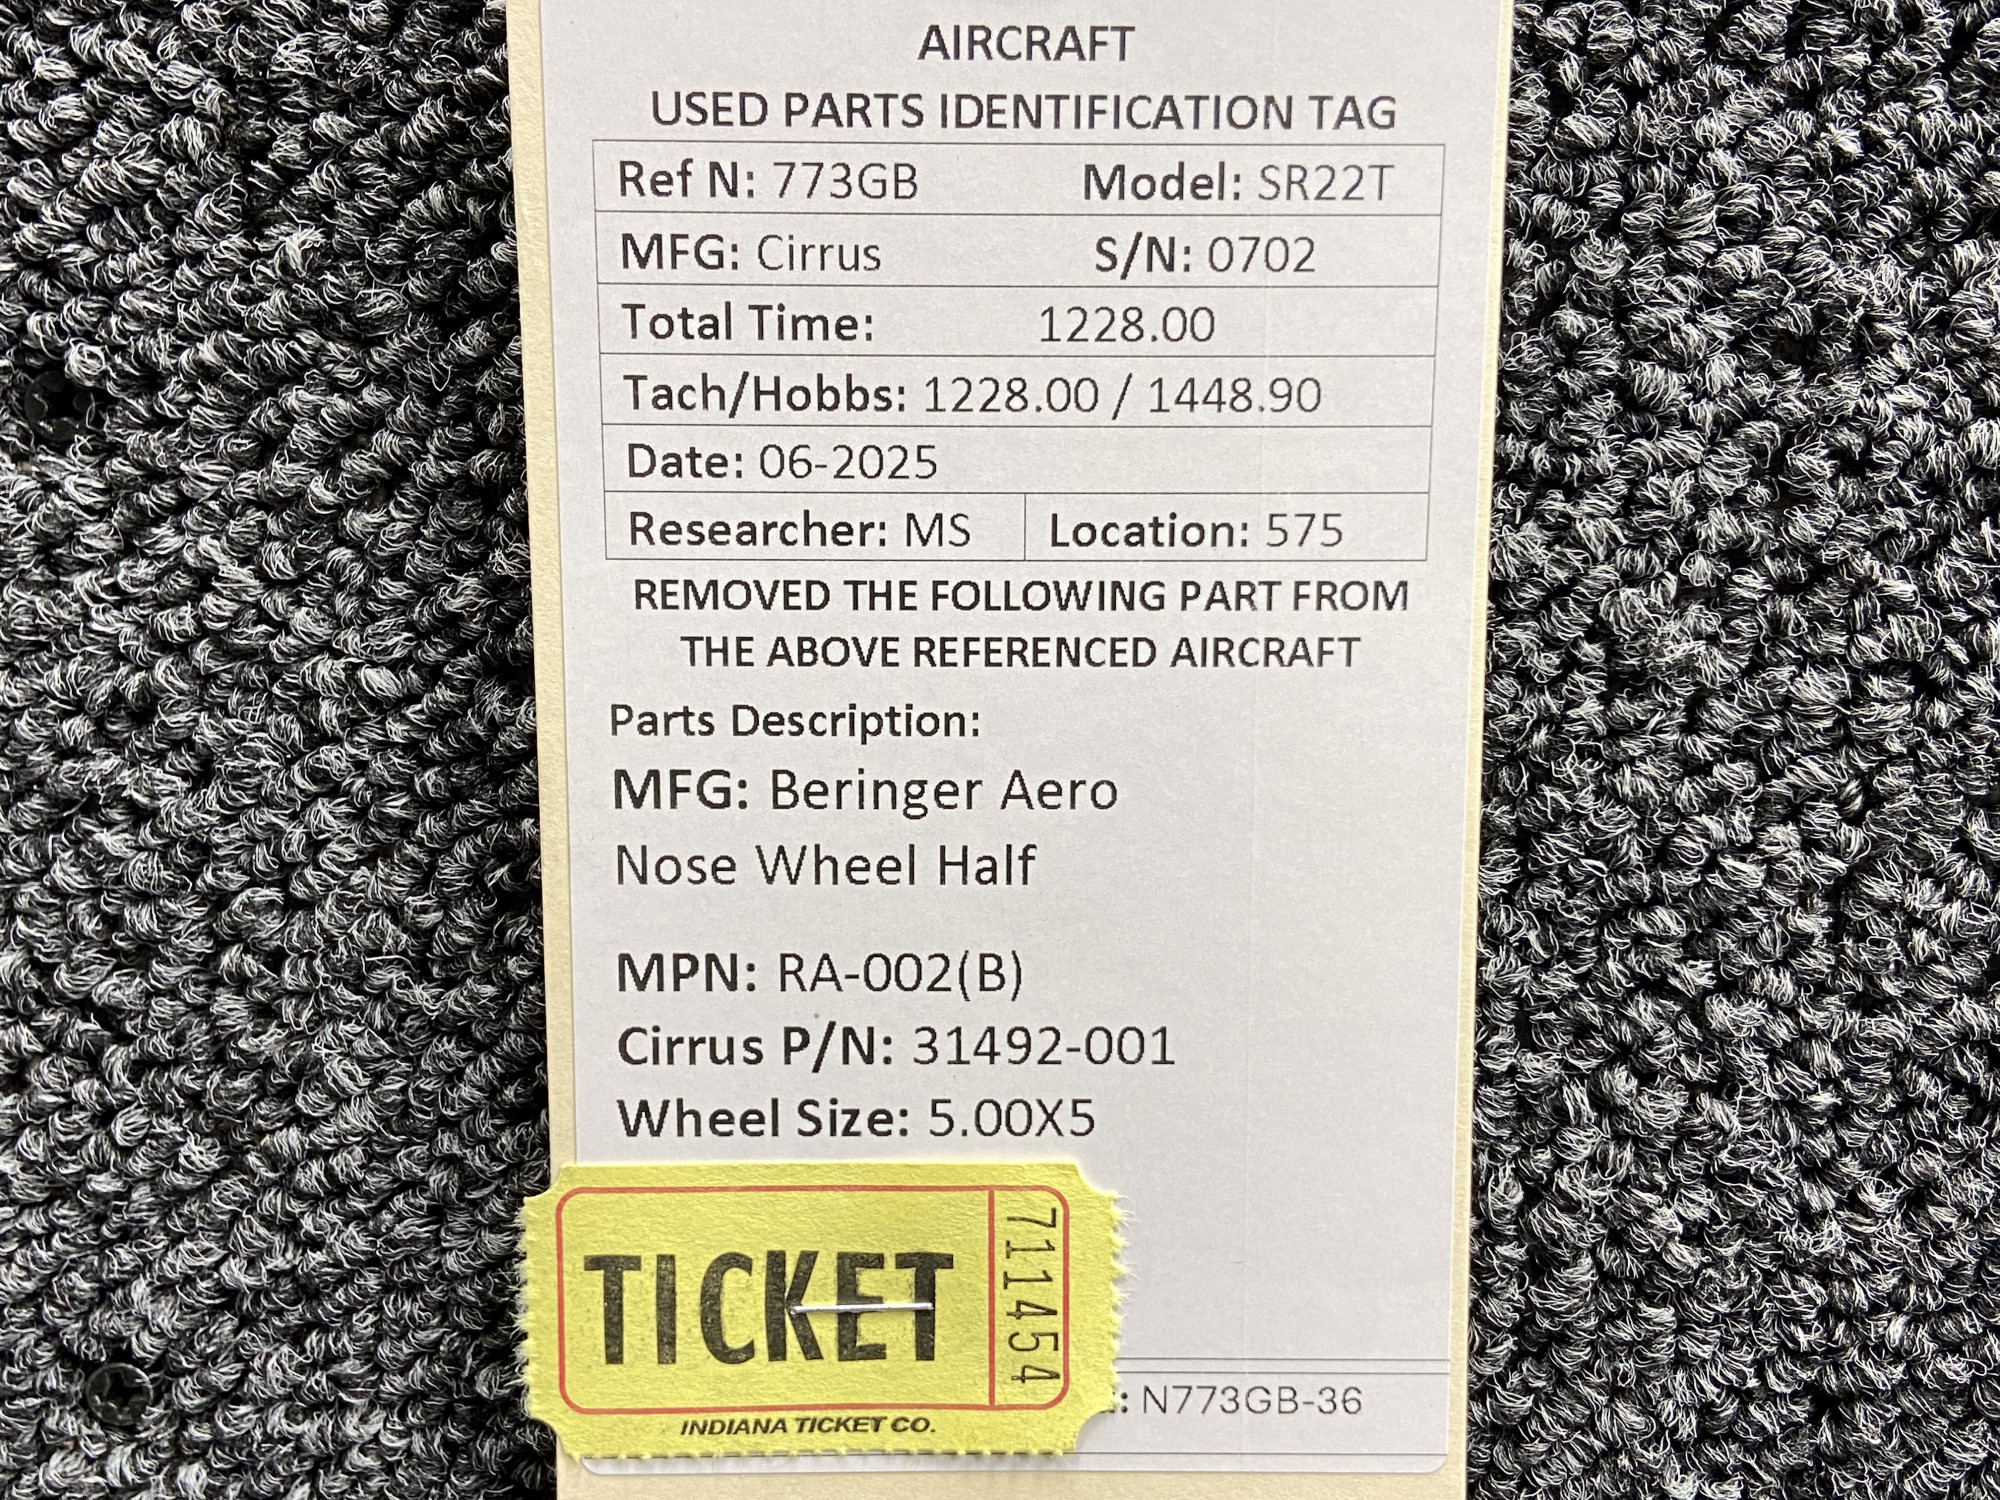 AIRCRAFT
USED PARTS IDENTIFICATION TAG
Ref N: 773GB Model: SR22T
MFG: Cirrus S/N: 0702
Total Time: 1228.00
Tach/Hobbs: 1228.00 / 1448.90
Date: 06-2025
Researcher: MS Location: 575
REMOVED THE FOLLOWING PART FROM
THE ABOVE REFERENCED AIRCRAFT
Parts Description:
MFG: Beringer Aero
Nose Wheel Half
MPN: RA-002(B)
Cirrus P/N: 31492-001
Wheel Size: 5.00X5
TICKET
711454
INDIANA TICKET CO.
: N773GB-36